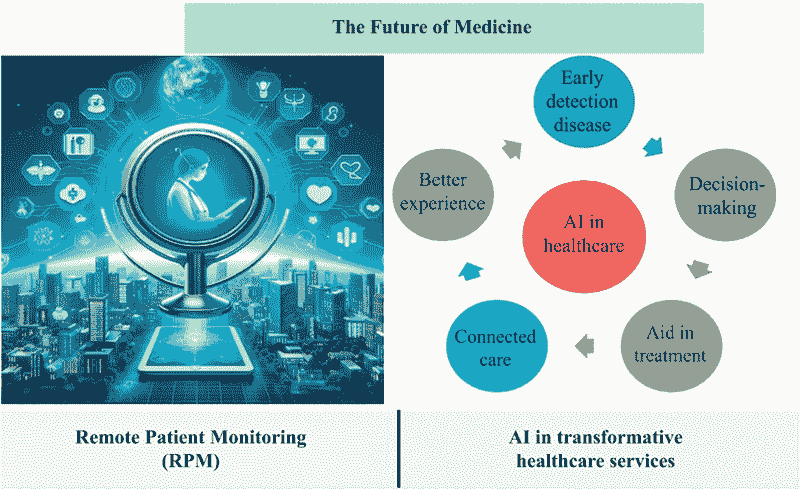 The Future of Medicine
Early
detection
disease
Better
experience
Decision-
making
AI in
healthcare
Connected
care
Aid in
treatment
Remote Patient Monitoring
(RPM)
AI in transformative
healthcare services